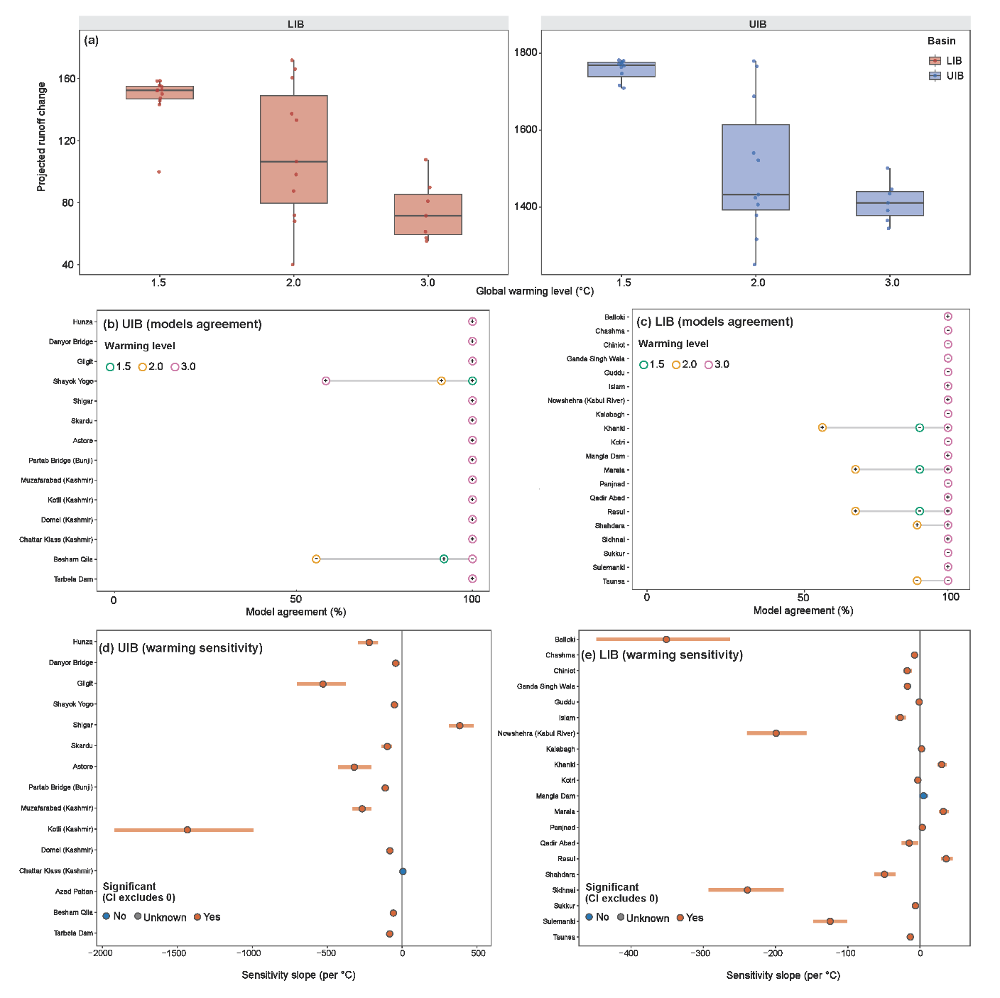 LIB
UIB
(a)
Basin
LIB
UIB
Projected runoff change
160
120
80
40
1800
1600
1400
1.5
2.0
3.0
1.5
2.0
3.0
Global warming level (°C)
(b) UIB (models agreement)
Warming level
1.5 2.0 3.0
Hunza
Danyor Bridge
Gilgit
Shayok Yogo
Shigar
Skardu
Astore
Partab Bridge (Bunji)
Muzafarabad (Kashmir)
Kotli (Kashmir)
Domel (Kashmir)
Chattar Klass (Kashmir)
Besham Qila
Tarbela Dam
0
50
100
Model agreement (%)
(c) LIB (models agreement)
Warming level
1.5 2.0 3.0
Balloki
Chashma
Chiniot
Ganda Singh Wala
Guddu
Islam
Nowshehra (Kabul River)
Kalabagh
Khanki
Kotri
Mangla Dam
Marala
Panjnad
Qadir Abad
Rasul
Shahdara
Sidhnai
Sukkur
Sulemanki
Taunsa
0
50
100
Model agreement (%)
(d) UIB (warming sensitivity)
Hunza
Danyor Bridge
Gilgit
Shayok Yogo
Shigar
Skardu
Astore
Partab Bridge (Bunji)
Muzafarabad (Kashmir)
Kotli (Kashmir)
Domel (Kashmir)
Chattar Klass (Kashmir)
Azad Pattan
Besham Qila
Tarbela Dam
Significant
(CI excludes 0)
No Unknown Yes
−2000
−1500
−1000
−500
0
500
Sensitivity slope (per °C)
(e) LIB (warming sensitivity)
Balloki
Chashma
Chiniot
Ganda Singh Wala
Guddu
Islam
Nowshehra (Kabul River)
Kalabagh
Khanki
Kotri
Mangla Dam
Marala
Panjnad
Qadir Abad
Rasul
Shahdara
Sidhnai
Sukkur
Sulemanki
Taunsa
Significant
(CI excludes 0)
No Unknown Yes
−400
−300
−200
−100
0
Sensitivity slope (per °C)